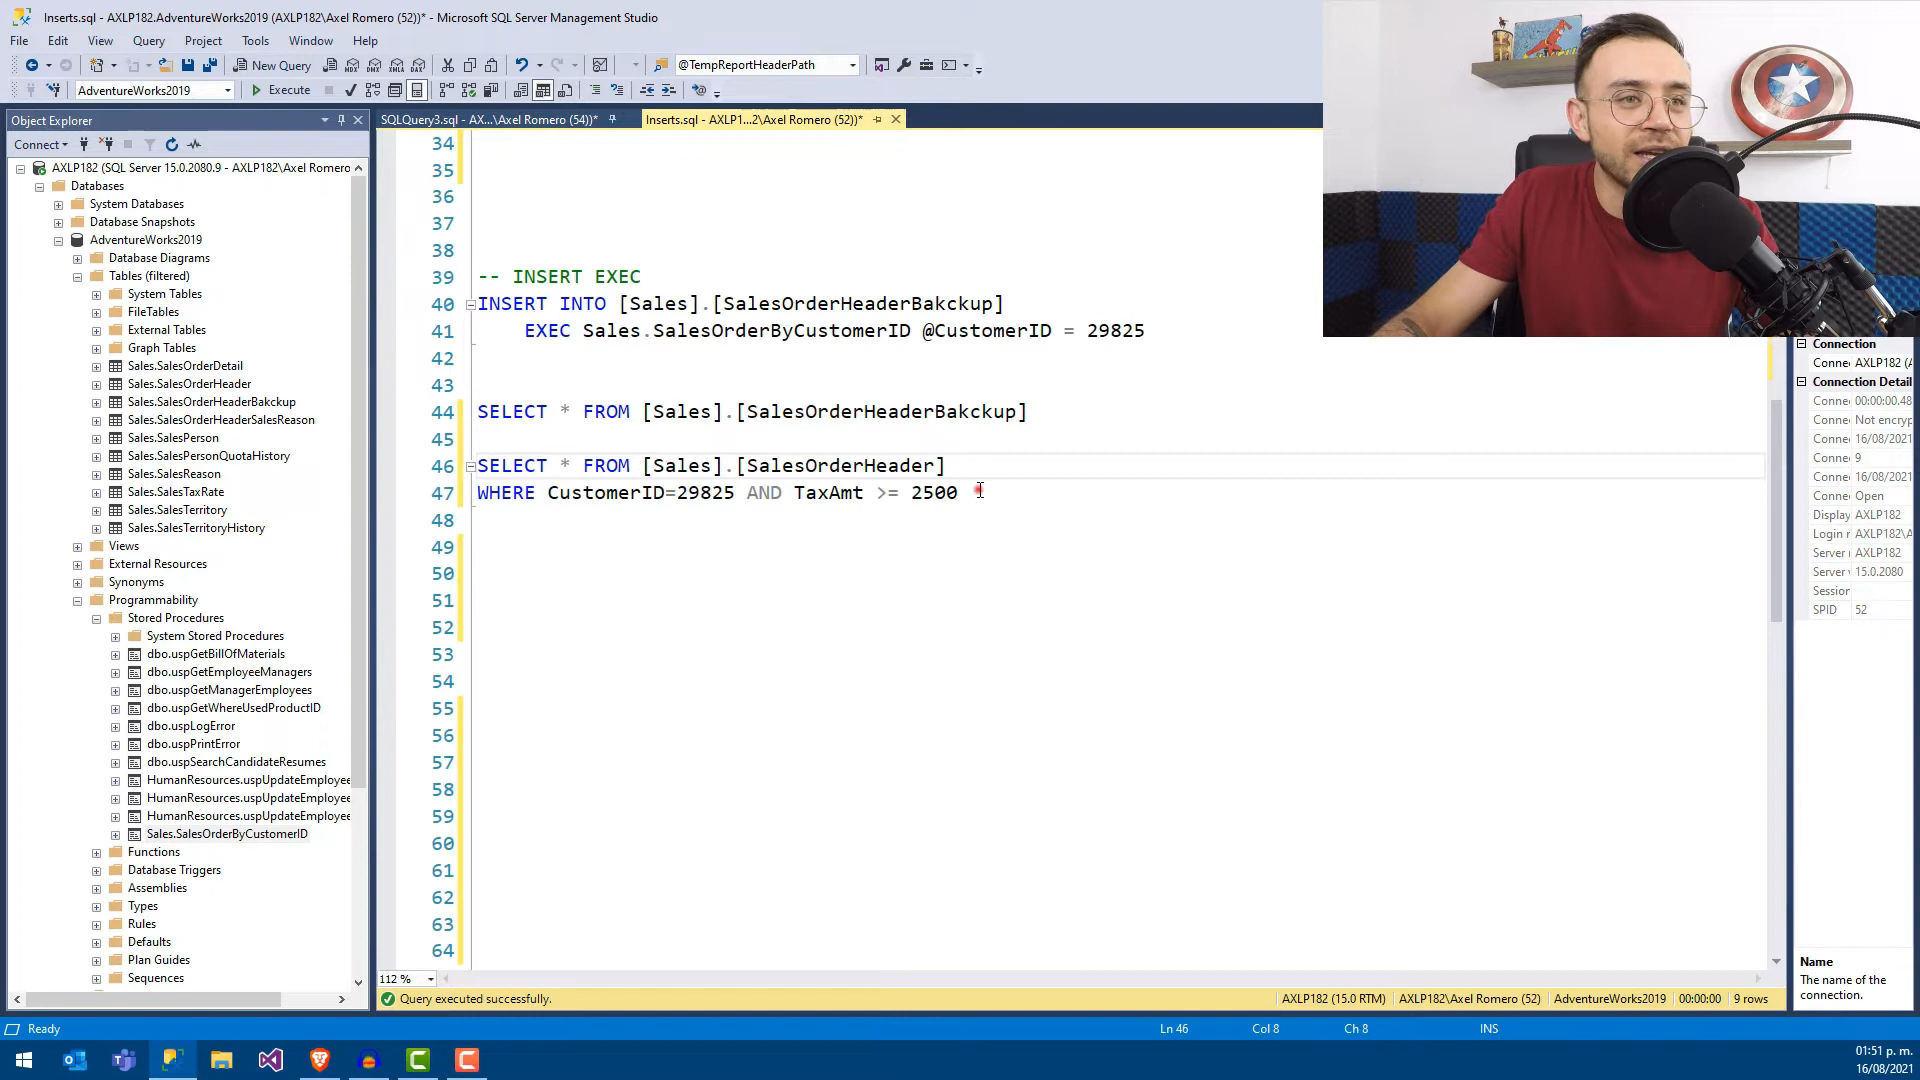 Inserts.sql - AXLP182.AdventureWorks2019 (AXLP182\Axel Romero (52))* - Microsoft SQL Server Management Studio
File Edit View Query Project Tools Window Help
New Query @TempReportHeaderPath
AdventureWorks2019 Execute
Object Explorer
SQLQuery3.sql - AX...\Axel Romero (54))*
Inserts.sql - AXLP1...2\Axel Romero (52))*
Connect
AXLP182 (SQL Server 15.0.2080.9 - AXLP182\Axel Romero
Databases
System Databases
Database Snapshots
AdventureWorks2019
Database Diagrams
Tables (filtered)
System Tables
FileTables
External Tables
Graph Tables
Sales.SalesOrderDetail
Sales.SalesOrderHeader
Sales.SalesOrderHeaderBakckup
Sales.SalesOrderHeaderSalesReason
Sales.SalesPerson
Sales.SalesPersonQuotaHistory
Sales.SalesReason
Sales.SalesTaxRate
Sales.SalesTerritory
Sales.SalesTerritoryHistory
Views
External Resources
Synonyms
Programmability
Stored Procedures
System Stored Procedures
dbo.uspGetBillOfMaterials
dbo.uspGetEmployeeManagers
dbo.uspGetManagerEmployees
dbo.uspGetWhereUsedProductID
dbo.uspLogError
dbo.uspPrintError
dbo.uspSearchCandidateResumes
HumanResources.uspUpdateEmployee
HumanResources.uspUpdateEmployee
HumanResources.uspUpdateEmployee
Sales.SalesOrderByCustomerID
Functions
Database Triggers
Assemblies
Types
Rules
Defaults
Plan Guides
Sequences
34
35
36
37
38
39 -- INSERT EXEC
40 INSERT INTO [Sales].[SalesOrderHeaderBakckup]
41 EXEC Sales.SalesOrderByCustomerID @CustomerID = 29825
42
43
44 SELECT * FROM [Sales].[SalesOrderHeaderBakckup]
45
46 SELECT * FROM [Sales].[SalesOrderHeader]
47 WHERE CustomerID=29825 AND TaxAmt >= 2500
48
49
50
51
52
53
54
55
56
57
58
59
60
61
62
63
64
112 %
Connection
Conne AXLP182 (A
Connection Detail
Conne 00:00:00.48
Conne Not encryp
Conne 16/08/2021
Conne 9
Conne 16/08/2021
Conne Open
Display AXLP182
Login r AXLP182\A
Server r AXLP182
Server v 15.0.2080
Session
SPID 52
Name
The name of the
connection.
Query executed successfully. AXLP182 (15.0 RTM) AXLP182\Axel Romero (52) AdventureWorks2019 00:00:00 9 rows
Ready Ln 46 Col 8 Ch 8 INS
01:51 p. m.
16/08/2021